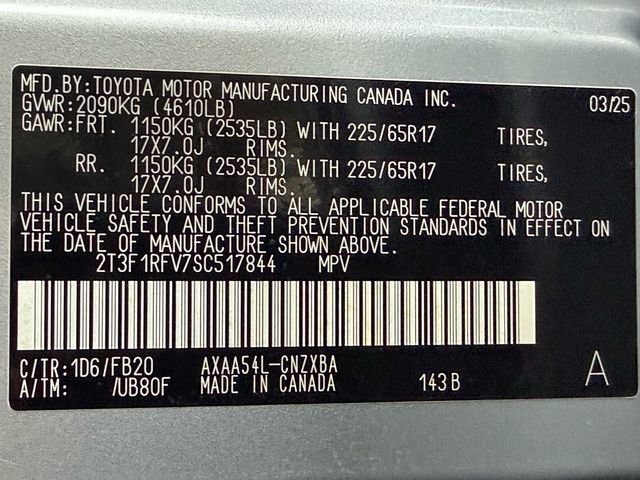 MFD.BY:TOYOTA MOTOR MANUFACTURING CANADA INC. 03/25
GVWR:2090KG (4610LB)
GAWR:FRT. 1150KG (2535LB) WITH 225/65R17 TIRES,
17X7.0J RIMS.
RR. 1150KG (2535LB) WITH 225/65R17 TIRES,
17X7.0J RIMS.
THIS VEHICLE CONFORMS TO ALL APPLICABLE FEDERAL MOTOR
VEHICLE SAFETY AND THEFT PREVENTION STANDARDS IN EFFECT ON
THE DATE OF MANUFACTURE SHOWN ABOVE.
2T3F1RFV7SC517844 MPV
C/TR:1D6/FB20 AXAA54L-CNZXBA
A/TM: /UB80F MADE IN CANADA 143B A